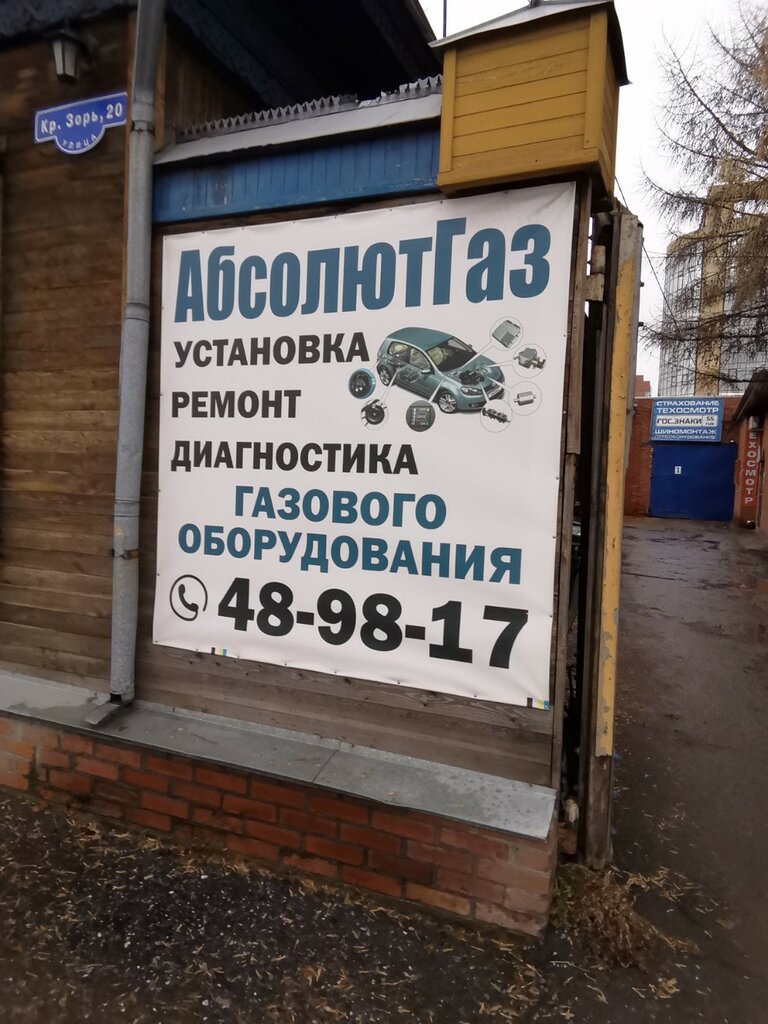 Кр. Зорь, 20
УЛИЦА
АбсолютГаз
УСТАНОВКА
РЕМОНТ
ДИАГНОСТИКА
ГАЗОВОГО
ОБОРУДОВАНИЯ
48-98-17
СТРАХОВАНИЕ
ТЕХОСМОТР
ГОС.ЗНАКИ 55
ШИНОМОНТАЖ
ТЕХОСМОТР